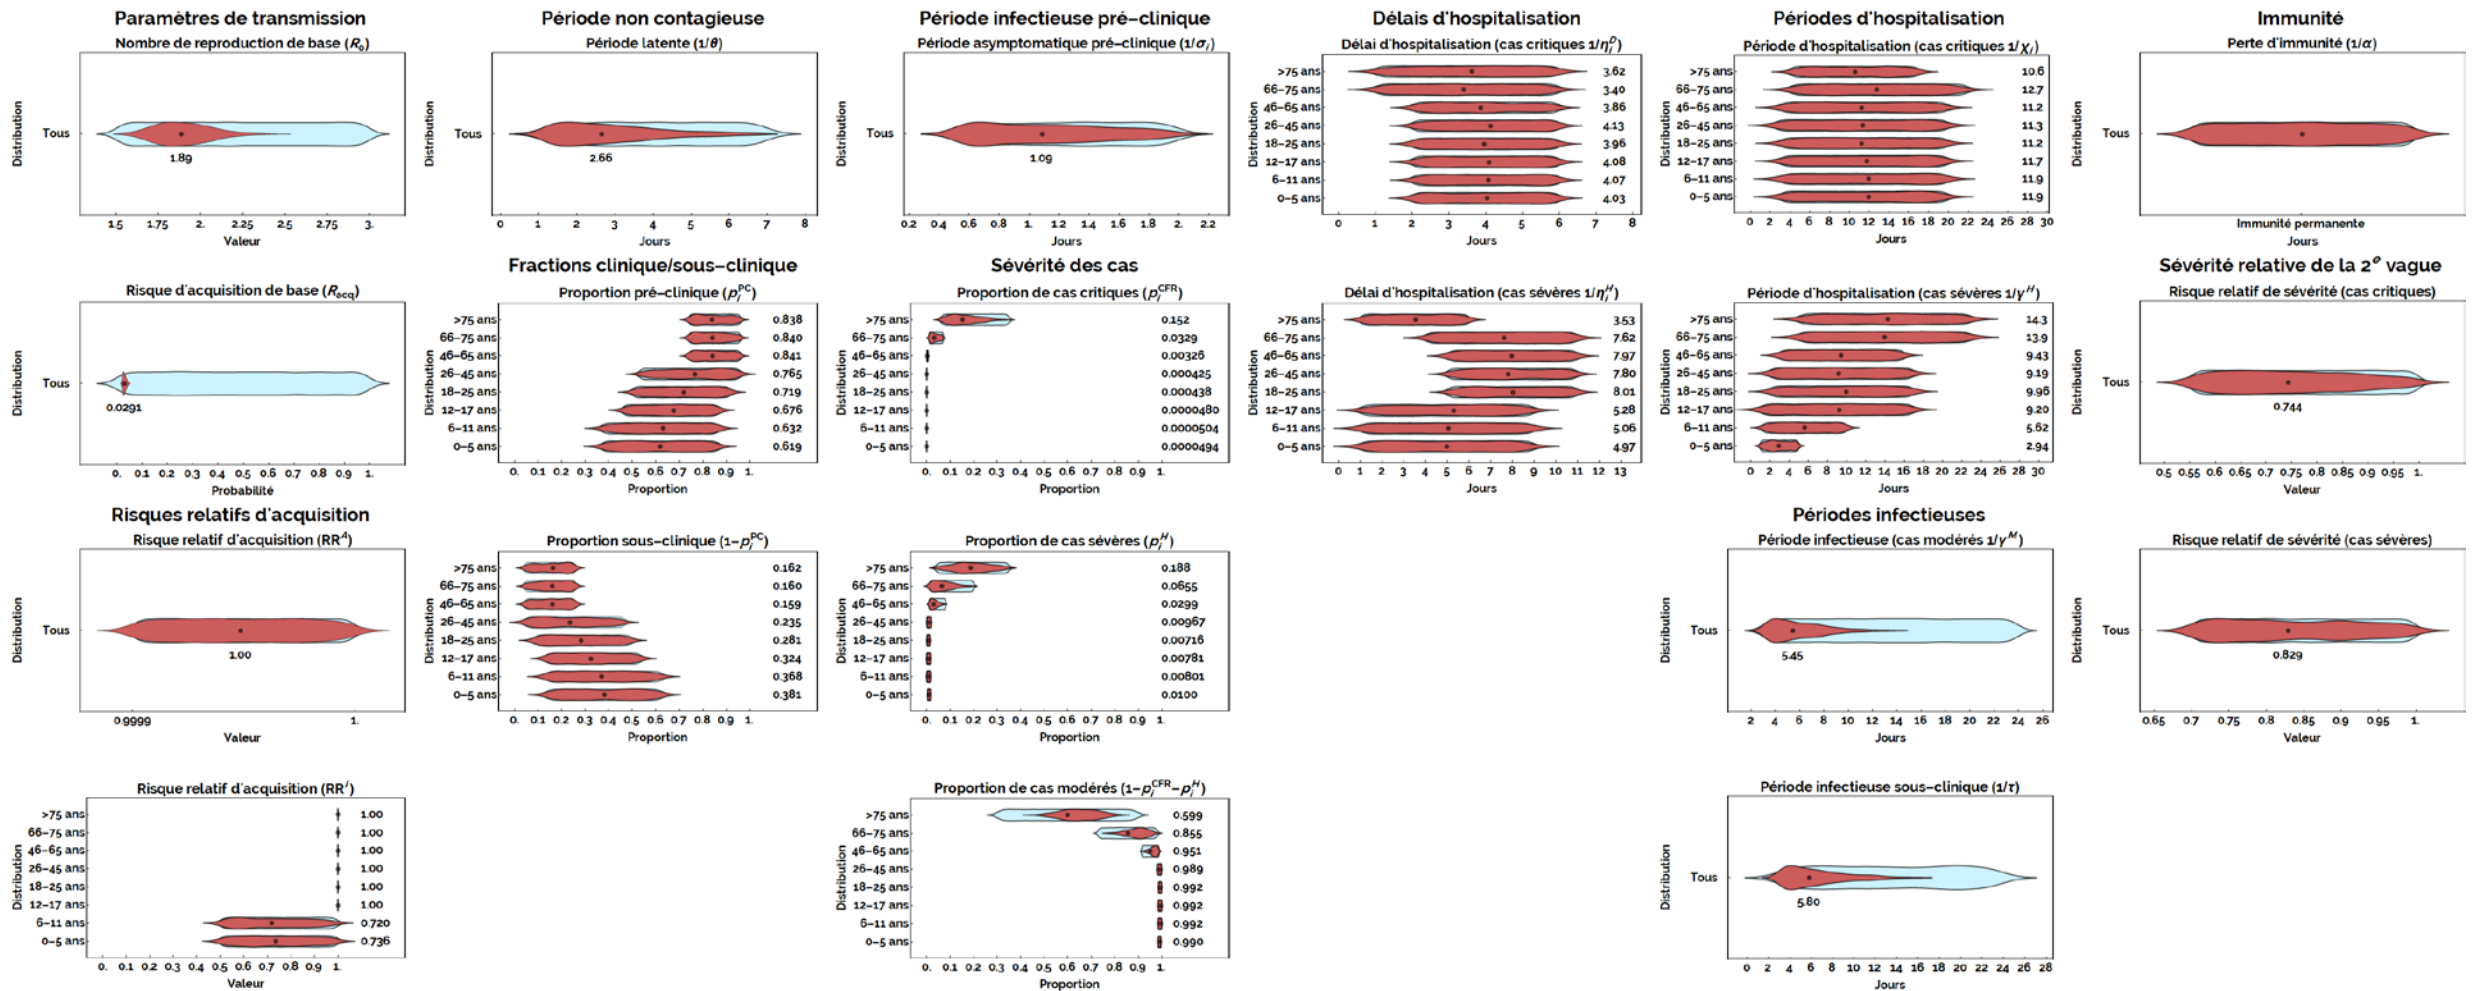 Paramètres de transmission
Nombre de reproduction de base (R₀)
Distribution
Tous
1.89
1.5 1.75 2. 2.25 2.5 2.75 3.
Valeur
Période non contagieuse
Période latente (1/θ)
Distribution
Tous
2.66
0 1 2 3 4 5 6 7 8
Jours
Période infectieuse pré–clinique
Période asymptomatique pré–clinique (1/σᵢ)
Distribution
Tous
1.09
0.2 0.4 0.6 0.8 1. 1.2 1.4 1.6 1.8 2. 2.2
Jours
Délais d'hospitalisation
Délai d'hospitalisation (cas critiques 1/ηᵢᴰ)
Distribution
>75 ans 3.62
66–75 ans 3.40
46–65 ans 3.86
26–45 ans 4.13
18–25 ans 3.96
12–17 ans 4.08
6–11 ans 4.07
0–5 ans 4.03
0 1 2 3 4 5 6 7 8
Jours
Périodes d'hospitalisation
Période d'hospitalisation (cas critiques 1/χᵢ)
Distribution
>75 ans 10.6
66–75 ans 12.7
46–65 ans 11.2
26–45 ans 11.3
18–25 ans 11.2
12–17 ans 11.7
6–11 ans 11.9
0–5 ans 11.9
0 2 4 6 8 10 12 14 16 18 20 22 24 26 28 30
Jours
Immunité
Perte d'immunité (1/α)
Distribution
Tous
Immunité permanente
Jours
Risque d'acquisition de base (R_acq)
Distribution
Tous
0.0291
0. 0.1 0.2 0.3 0.4 0.5 0.6 0.7 0.8 0.9 1.
Probabilité
Fractions clinique/sous–clinique
Proportion pré–clinique (pᵢᴾᶜ)
Distribution
>75 ans 0.838
66–75 ans 0.840
46–65 ans 0.841
26–45 ans 0.765
18–25 ans 0.719
12–17 ans 0.676
6–11 ans 0.632
0–5 ans 0.619
0. 0.1 0.2 0.3 0.4 0.5 0.6 0.7 0.8 0.9 1.
Proportion
Sévérité des cas
Proportion de cas critiques (pᵢ^CFR)
Distribution
>75 ans 0.152
66–75 ans 0.0329
46–65 ans 0.00326
26–45 ans 0.000425
18–25 ans 0.000438
12–17 ans 0.0000480
6–11 ans 0.0000504
0–5 ans 0.0000494
0. 0.1 0.2 0.3 0.4 0.5 0.6 0.7 0.8 0.9 1.
Proportion
Délai d'hospitalisation (cas sévères 1/ηᵢᴴ)
Distribution
>75 ans 3.53
66–75 ans 7.62
46–65 ans 7.97
26–45 ans 7.80
18–25 ans 8.01
12–17 ans 5.28
6–11 ans 5.06
0–5 ans 4.97
0 1 2 3 4 5 6 7 8 9 10 11 12 13
Jours
Période d'hospitalisation (cas sévères 1/γᴴ)
Distribution
>75 ans 14.3
66–75 ans 13.9
46–65 ans 9.43
26–45 ans 9.19
18–25 ans 9.96
12–17 ans 9.20
6–11 ans 5.62
0–5 ans 2.94
0 2 4 6 8 10 12 14 16 18 20 22 24 26 28 30
Jours
Sévérité relative de la 2ᵉ vague
Risque relatif de sévérité (cas critiques)
Distribution
Tous
0.744
0.5 0.55 0.6 0.65 0.7 0.75 0.8 0.85 0.9 0.95 1.
Valeur
Risques relatifs d'acquisition
Risque relatif d'acquisition (RRᴬ)
Distribution
Tous
1.00
0.9999 1.
Valeur
Proportion sous–clinique (1–pᵢᴾᶜ)
Distribution
>75 ans 0.162
66–75 ans 0.160
46–65 ans 0.159
26–45 ans 0.235
18–25 ans 0.281
12–17 ans 0.324
6–11 ans 0.368
0–5 ans 0.381
0. 0.1 0.2 0.3 0.4 0.5 0.6 0.7 0.8 0.9 1.
Proportion
Proportion de cas sévères (pᵢᴴ)
Distribution
>75 ans 0.188
66–75 ans 0.0655
46–65 ans 0.0299
26–45 ans 0.00967
18–25 ans 0.00716
12–17 ans 0.00781
6–11 ans 0.00801
0–5 ans 0.0100
0. 0.1 0.2 0.3 0.4 0.5 0.6 0.7 0.8 0.9 1.
Proportion
Périodes infectieuses
Période infectieuse (cas modérés 1/γᴹ)
Distribution
Tous
5.45
2 4 6 8 10 12 14 16 18 20 22 24 26
Jours
Risque relatif de sévérité (cas sévères)
Distribution
Tous
0.829
0.65 0.7 0.75 0.8 0.85 0.9 0.95 1.
Valeur
Risque relatif d'acquisition (RRᴵ)
Distribution
>75 ans 1.00
66–75 ans 1.00
46–65 ans 1.00
26–45 ans 1.00
18–25 ans 1.00
12–17 ans 1.00
6–11 ans 0.720
0–5 ans 0.736
0. 0.1 0.2 0.3 0.4 0.5 0.6 0.7 0.8 0.9 1.
Valeur
Proportion de cas modérés (1–pᵢ^CFR–pᵢᴴ)
Distribution
>75 ans 0.599
66–75 ans 0.855
46–65 ans 0.951
26–45 ans 0.989
18–25 ans 0.992
12–17 ans 0.992
6–11 ans 0.992
0–5 ans 0.990
0. 0.1 0.2 0.3 0.4 0.5 0.6 0.7 0.8 0.9 1.
Proportion
Période infectieuse sous–clinique (1/τ)
Distribution
Tous
5.80
0 2 4 6 8 10 12 14 16 18 20 22 24 26 28
Jours